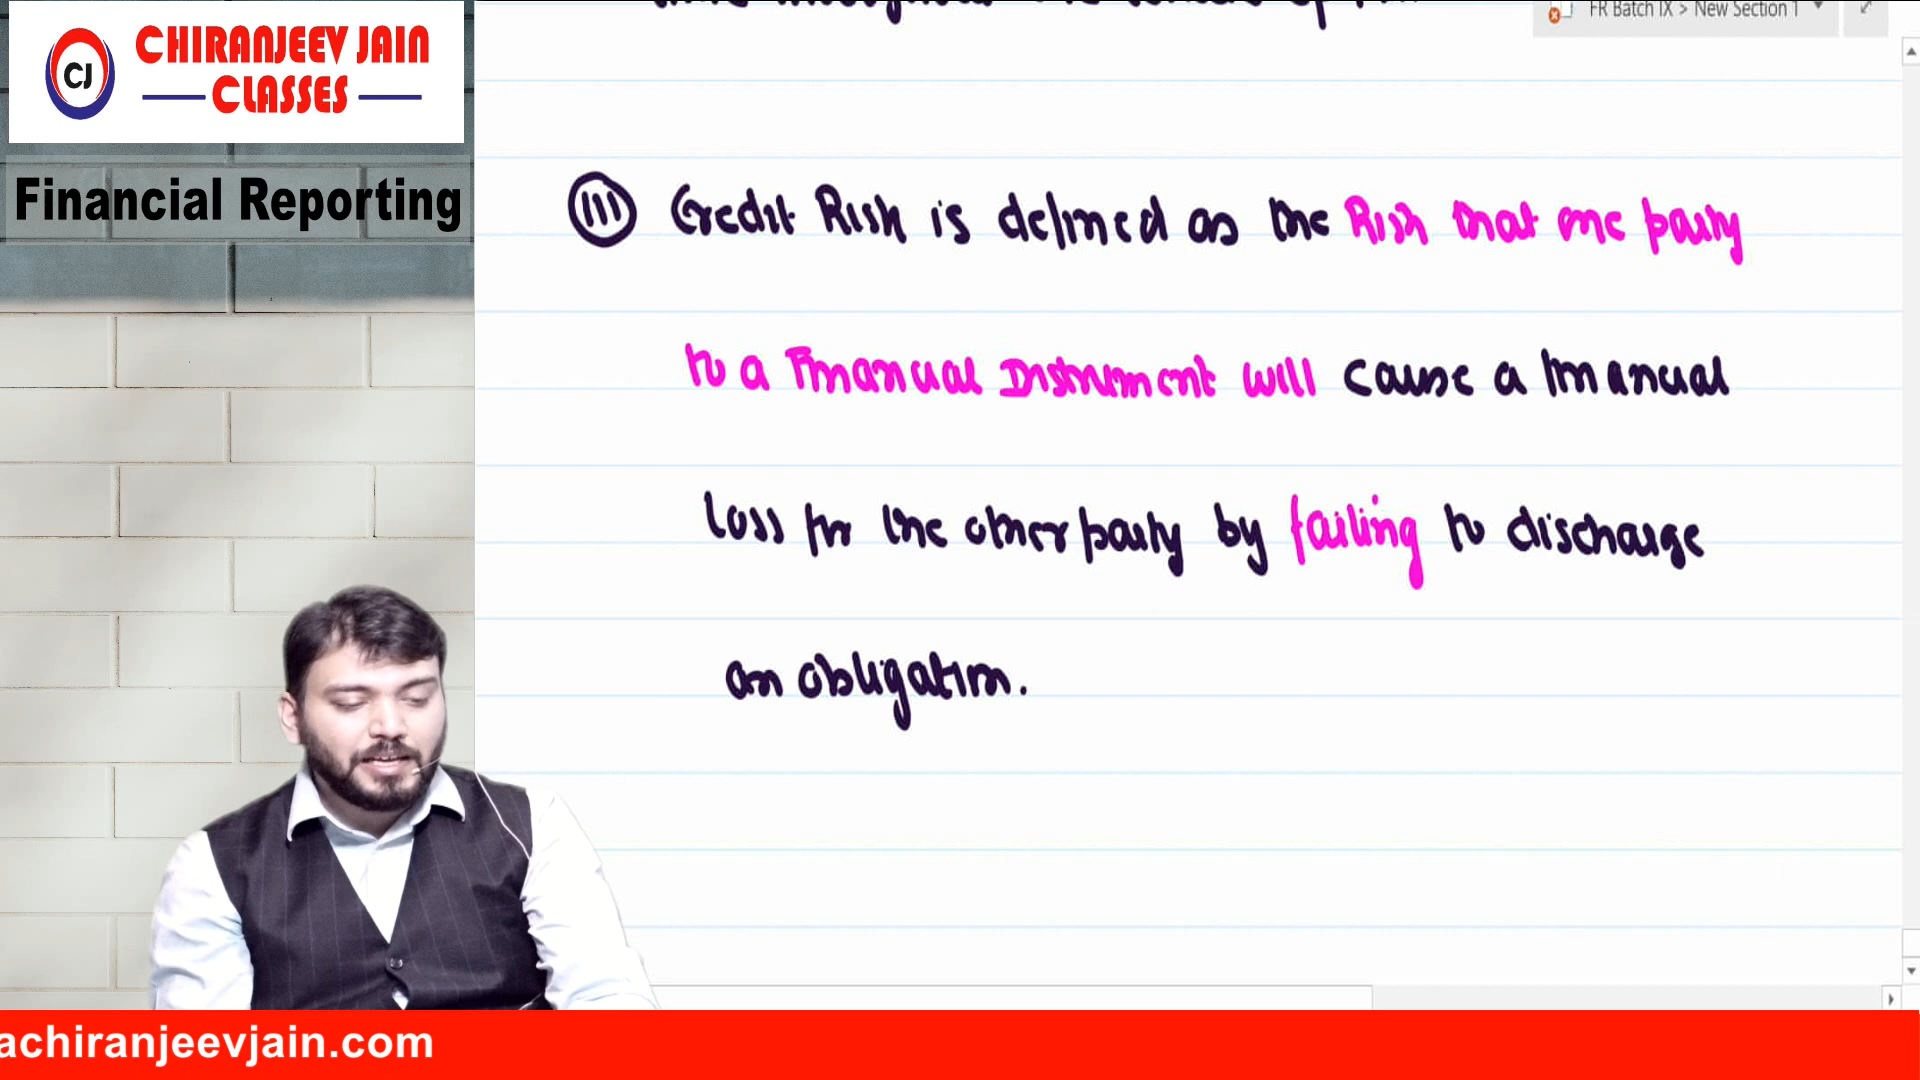 CHIRANJEEV JAIN
CJ
CLASSES
Financial Reporting
FR Batch IX > New Section 1
(III) Credit Risk is defined as the Risk that one party
to a Financial Instrument will cause a financial
loss for the other party by failing to discharge
an obligation.
achiranjeevjain.com